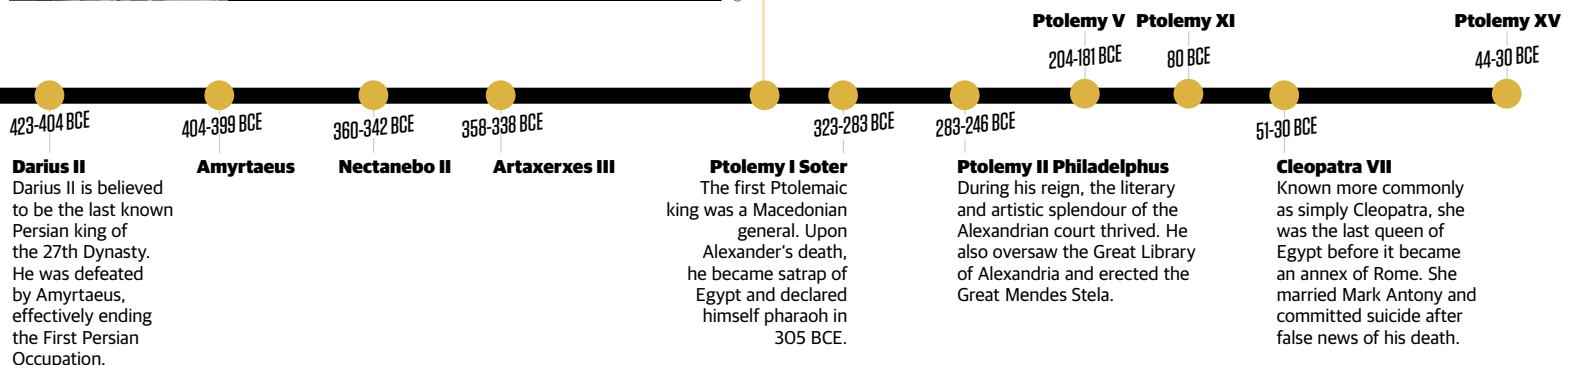 Ptolemy V
204-181 BCE
Ptolemy XI
80 BCE
Ptolemy XV
44-30 BCE
423-404 BCE
Darius II
Darius II is believed
to be the last known
Persian king of
the 27th Dynasty.
He was defeated
by Amyrtaeus,
effectively ending
the First Persian
Occupation.
404-399 BCE
Amyrtaeus
360-342 BCE
Nectanebo II
358-338 BCE
Artaxerxes III
323-283 BCE
Ptolemy I Soter
The first Ptolemaic
king was a Macedonian
general. Upon
Alexander’s death,
he became satrap of
Egypt and declared
himself pharaoh in
305 BCE.
283-246 BCE
Ptolemy II Philadelphus
During his reign, the literary
and artistic splendour of the
Alexandrian court thrived. He
also oversaw the Great Library
of Alexandria and erected the
Great Mendes Stela.
51-30 BCE
Cleopatra VII
Known more commonly
as simply Cleopatra, she
was the last queen of
Egypt before it became
an annex of Rome. She
married Mark Antony and
committed suicide after
false news of his death.